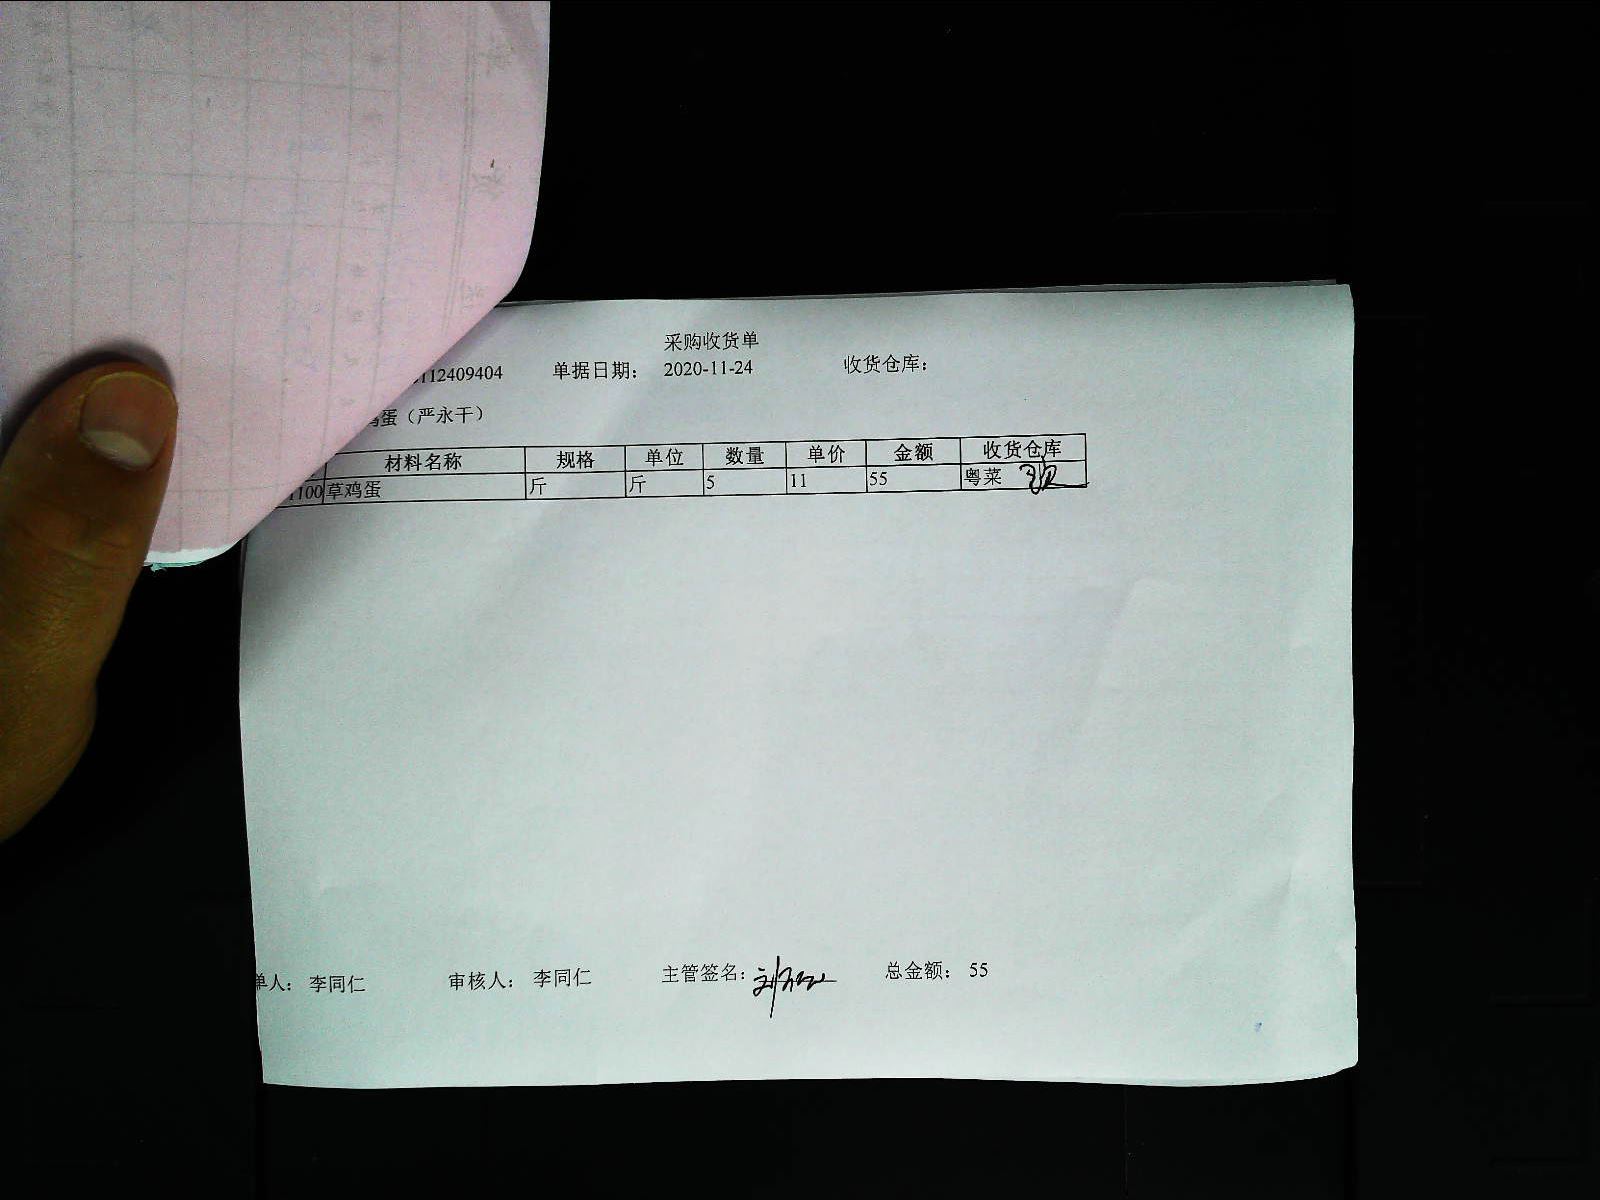 采购收货单
112409404 单据日期： 2020-11-24 收货仓库：
鸡蛋（严永干）
材料名称 规格 单位 数量 单价 金额 收货仓库
1100 草鸡蛋 斤 斤 5 11 55 粤菜
单人： 李同仁 审核人： 李同仁 主管签名： 总金额： 55